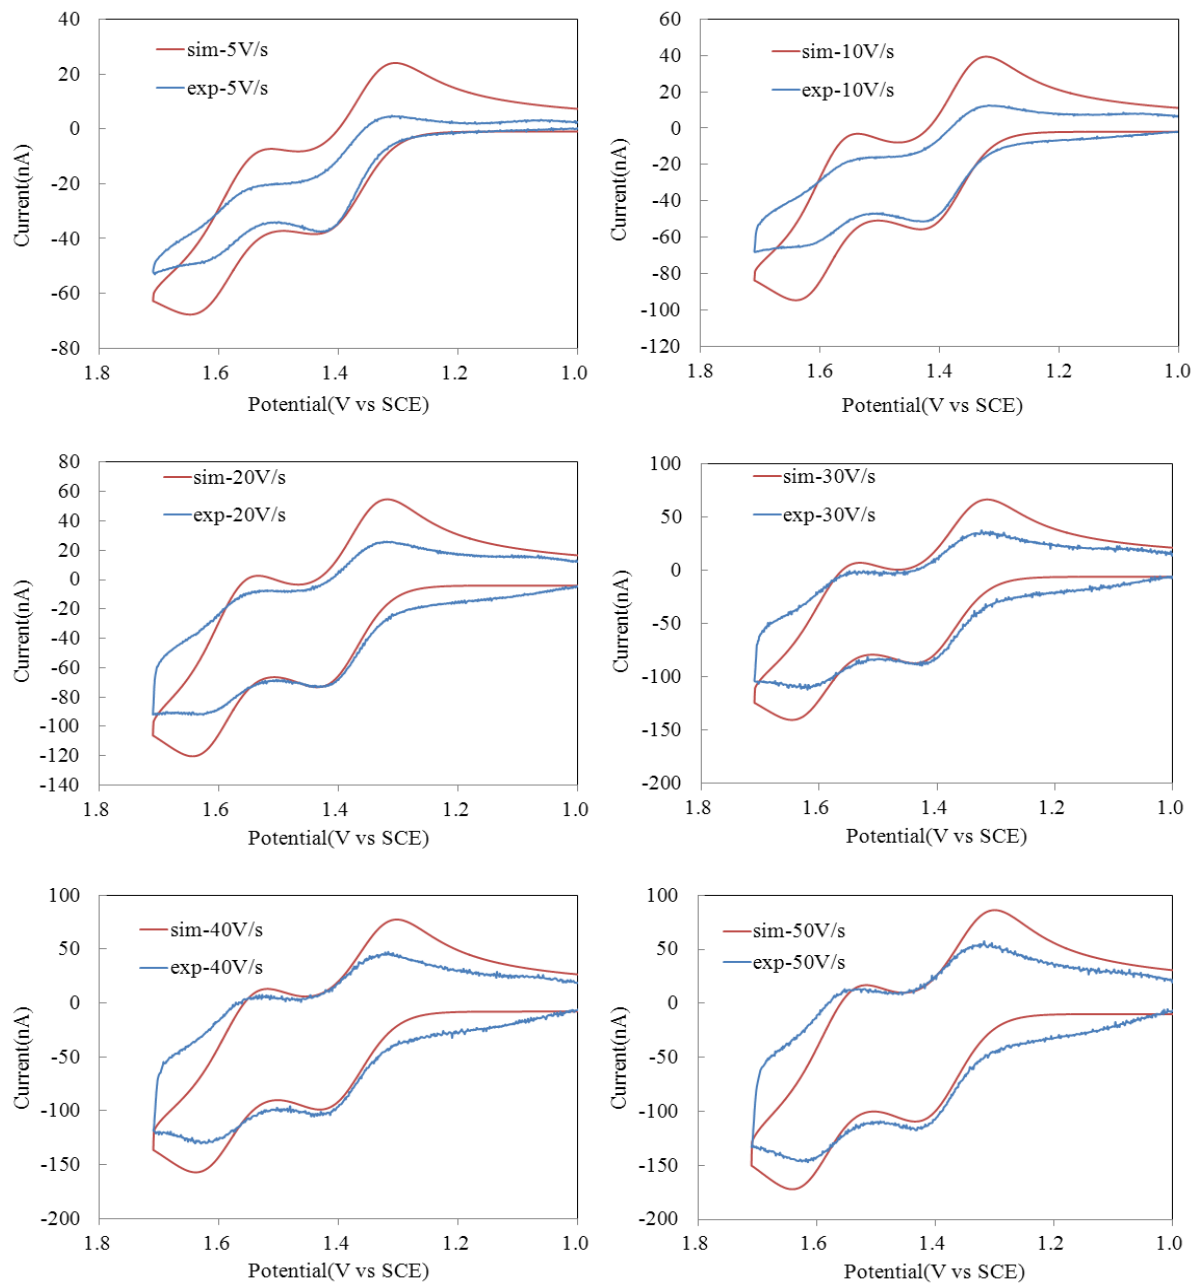 40
20
0
-20
-40
-60
-80
sim-5V/s
exp-5V/s
Current(nA)
1.8 1.6 1.4 1.2 1.0
Potential(V vs SCE)
60
40
20
0
-20
-40
-60
-80
-100
-120
sim-10V/s
exp-10V/s
Current(nA)
1.8 1.6 1.4 1.2 1.0
Potential(V vs SCE)
80
60
40
20
0
-20
-40
-60
-80
-100
-120
-140
sim-20V/s
exp-20V/s
Current(nA)
1.8 1.6 1.4 1.2 1.0
Potential(V vs SCE)
100
50
0
-50
-100
-150
-200
sim-30V/s
exp-30V/s
Current(nA)
1.8 1.6 1.4 1.2 1.0
Potential(V vs SCE)
100
50
0
-50
-100
-150
-200
sim-40V/s
exp-40V/s
Current(nA)
1.8 1.6 1.4 1.2 1.0
Potential(V vs SCE)
100
50
0
-50
-100
-150
-200
sim-50V/s
exp-50V/s
Current(nA)
1.8 1.6 1.4 1.2 1.0
Potential(V vs SCE)